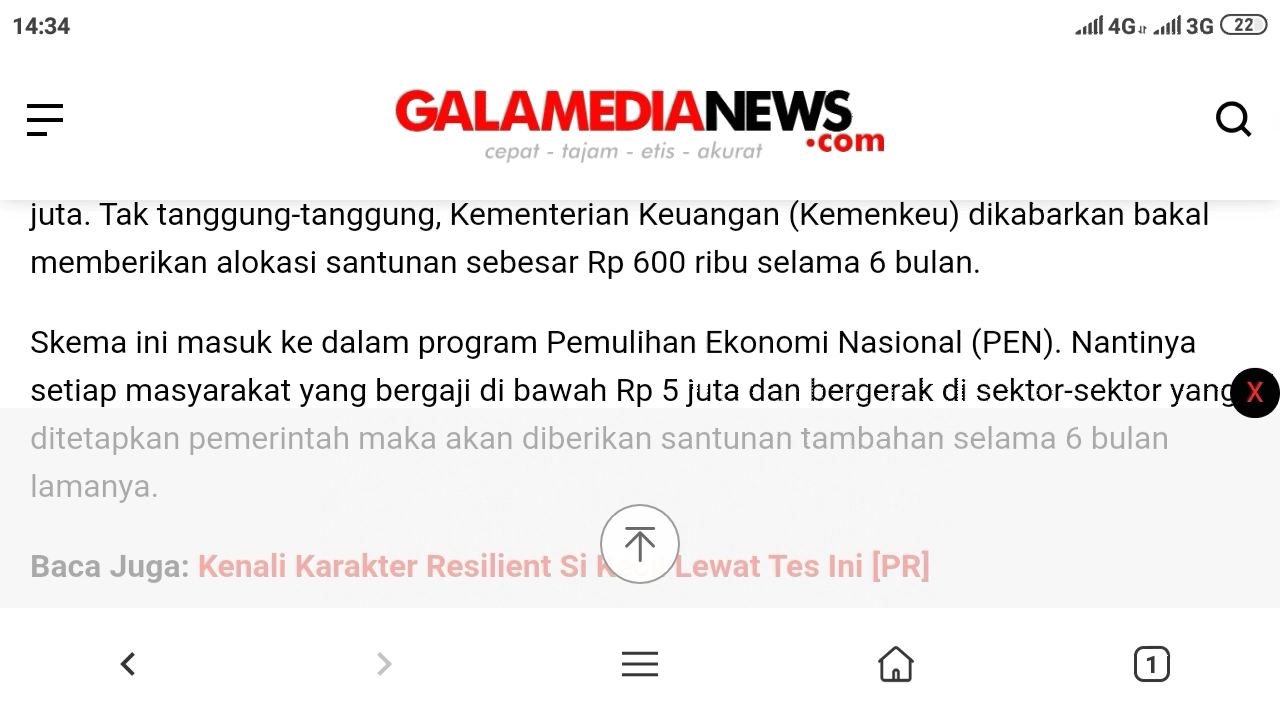 14:34
4G 3G 22
GALAMEDIANEWS
.com
cepat - tajam - etis - akurat
juta. Tak tanggung-tanggung, Kementerian Keuangan (Kemenkeu) dikabarkan bakal
memberikan alokasi santunan sebesar Rp 600 ribu selama 6 bulan.
Skema ini masuk ke dalam program Pemulihan Ekonomi Nasional (PEN). Nantinya
setiap masyarakat yang bergaji di bawah Rp 5 juta dan bergerak di sektor-sektor yang
X
ditetapkan pemerintah maka akan diberikan santunan tambahan selama 6 bulan
lamanya.
Baca Juga: Kenali Karakter Resilient Si Lewat Tes Ini [PR]
1